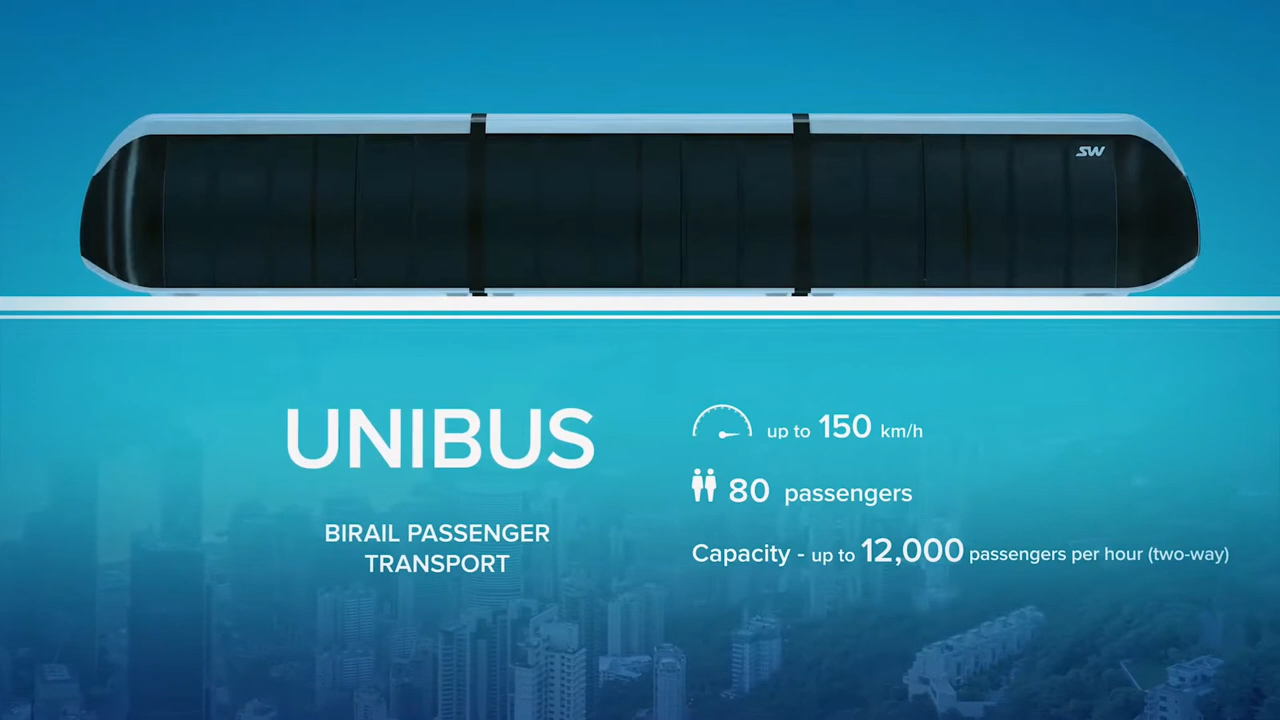 SW
UNIBUS
BIRAIL PASSENGER
TRANSPORT
up to 150 km/h
80 passengers
Capacity - up to 12,000 passengers per hour (two-way)